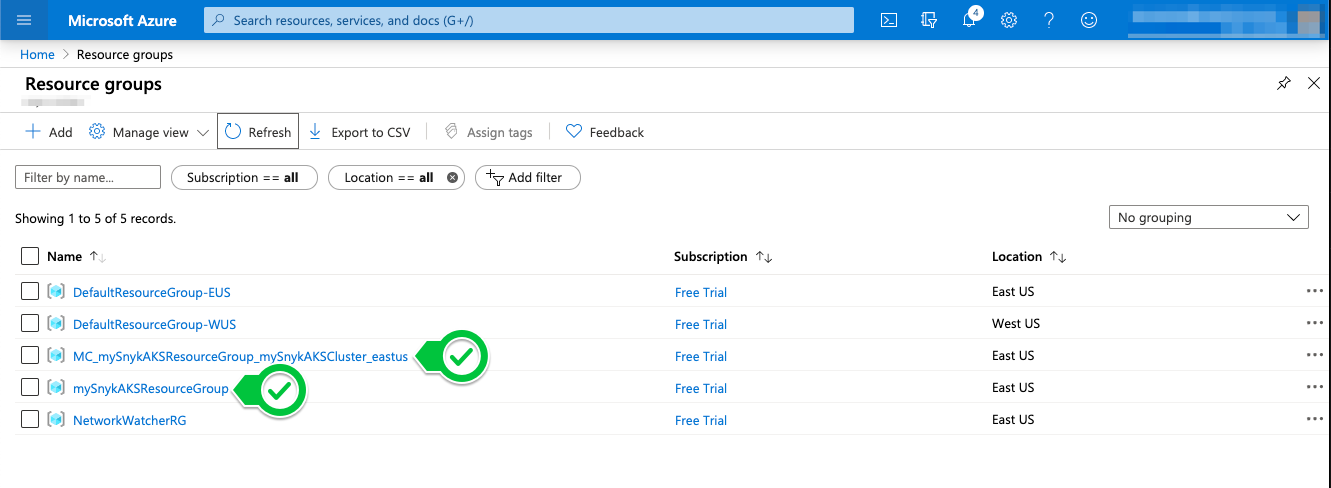 Microsoft Azure Search resources, services, and docs (G+/) 4
Home > Resource groups
Resource groups
Add Manage view Refresh Export to CSV Assign tags Feedback
Filter by name... Subscription == all Location == all Add filter
Showing 1 to 5 of 5 records. No grouping
Name Subscription Location
DefaultResourceGroup-EUS Free Trial East US
DefaultResourceGroup-WUS Free Trial West US
MC_mySnykAKSResourceGroup_mySnykAKSCluster_eastus Free Trial East US
mySnykAKSResourceGroup Free Trial East US
NetworkWatcherRG Free Trial East US